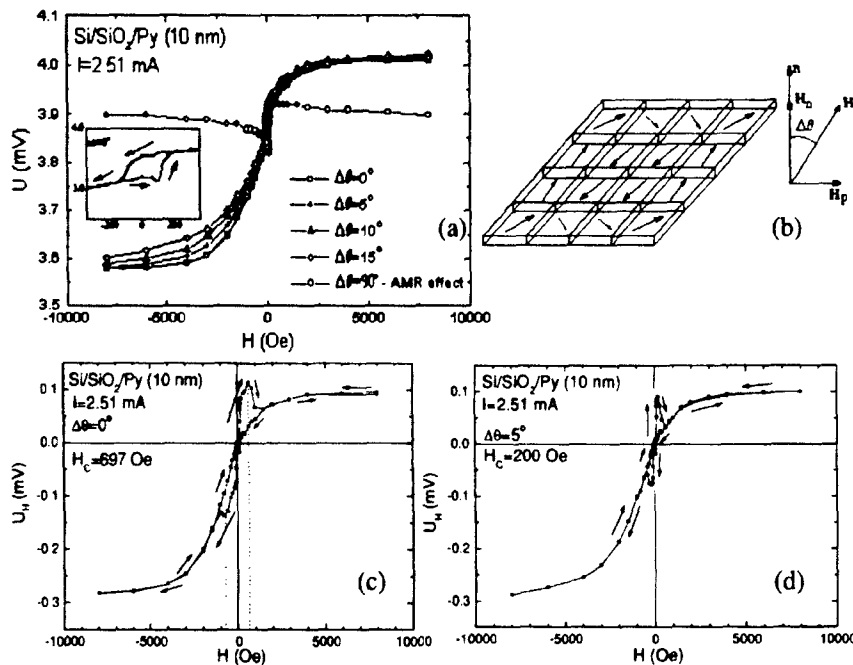 4.1
4.0
3.9
3.8
3.7
3.6
3.5
U (mV)
Si/SiO2/Py (10 nm)
I=2.51 mA
0
200
Δθ=0°
Δθ=5°
Δθ=10°
Δθ=15°
Δθ=90° - AMR effect
(a)
-10000 -5000 0 5000 10000
H (Oe)
n
Hn
H
Δθ
Hp
(b)
0.1
0.0
-0.1
-0.2
-0.3
UH (mV)
Si/SiO2/Py (10 nm)
I=2.51 mA
Δθ=0°
Hc=697 Oe
(c)
-10000 -5000 0 5000 10000
H (Oe)
0.1
0.0
-0.1
-0.2
-0.3
UH (mV)
Si/SiO2/Py (10 nm)
I=2.51 mA
Δθ=5°
Hc=200 Oe
(d)
-10000 -5000 0 5000 10000
H (Oe)